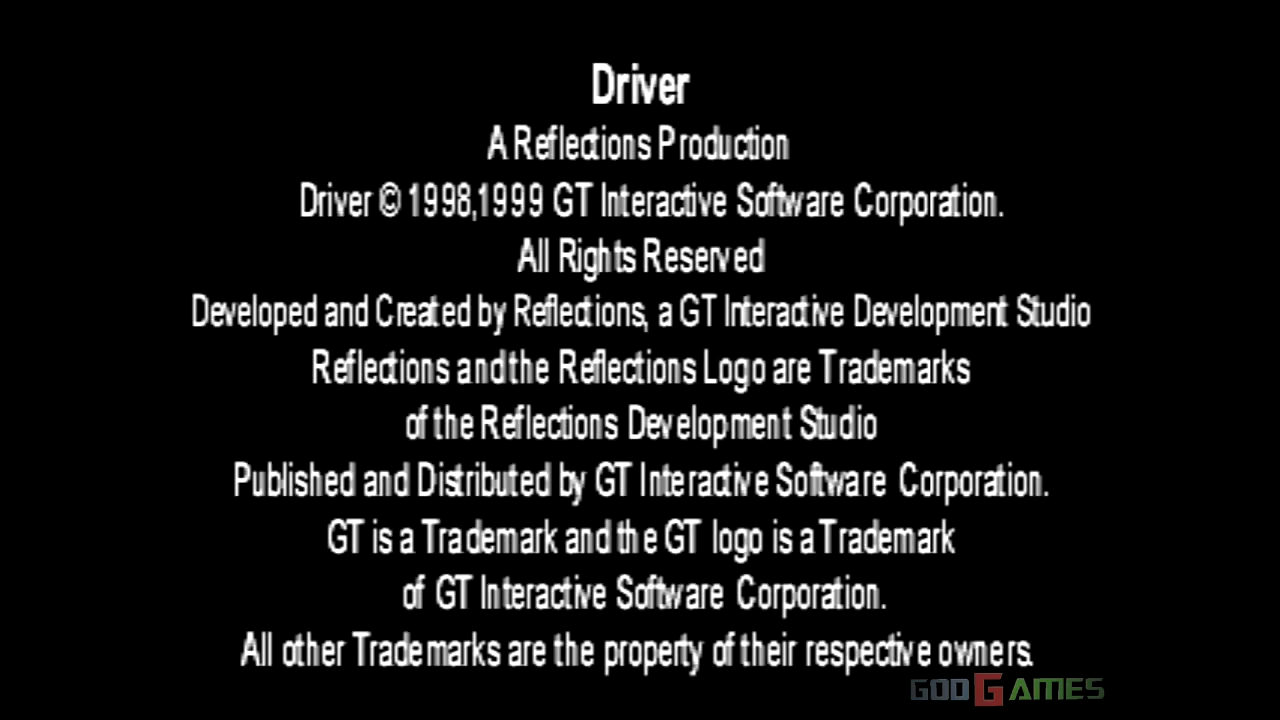 Driver
A Reflections Production
Driver © 1998,1999 GT Interactive Software Corporation.
All Rights Reserved
Developed and Created by Reflections, a GT Interactive Development Studio
Reflections and the Reflections Logo are Trademarks
of the Reflections Development Studio
Published and Distributed by GT Interactive Software Corporation.
GT is a Trademark and the GT logo is a Trademark
of GT Interactive Software Corporation.
All other Trademarks are the property of their respective owners.
GODGAMES